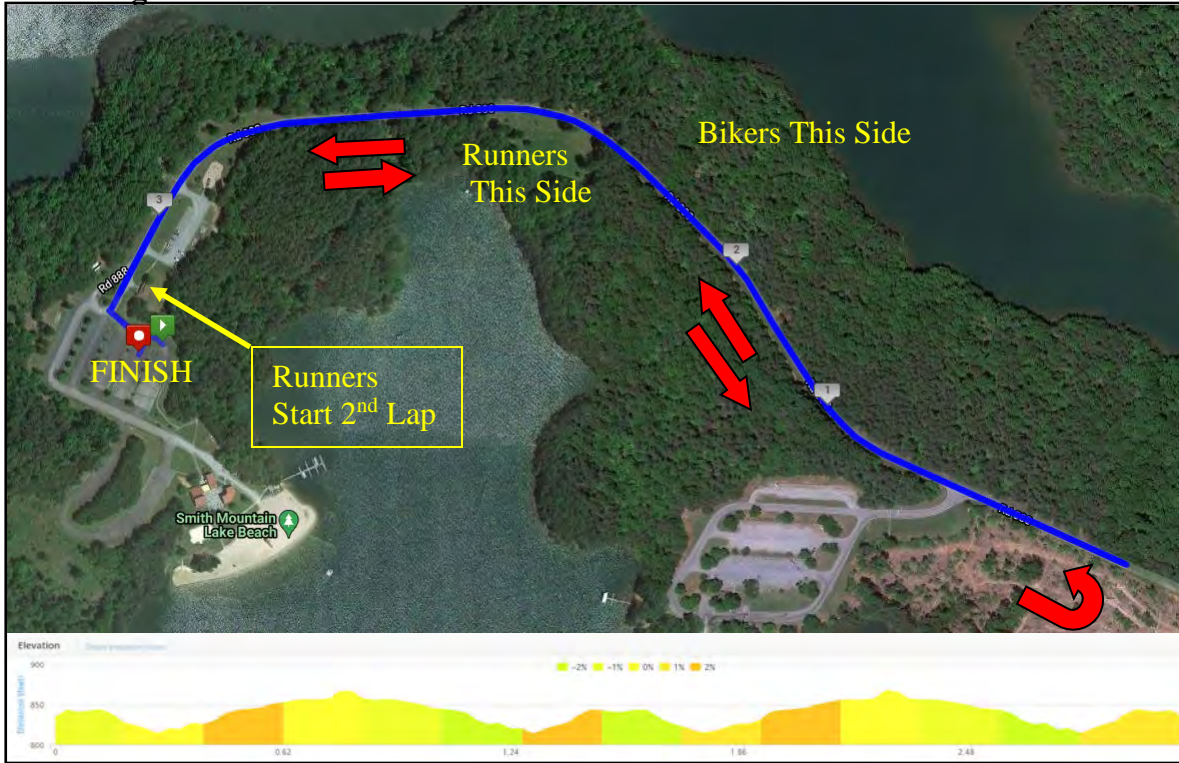 Bikers This Side
Runners
This Side
3
2
Rd 888
FINISH
Runners
Start 2nd Lap
1
Smith Mountain
Lake Beach
Elevation
900
-2% -1% 0% 1% 2%
850
800
0 0.62 1.24 1.86 2.48